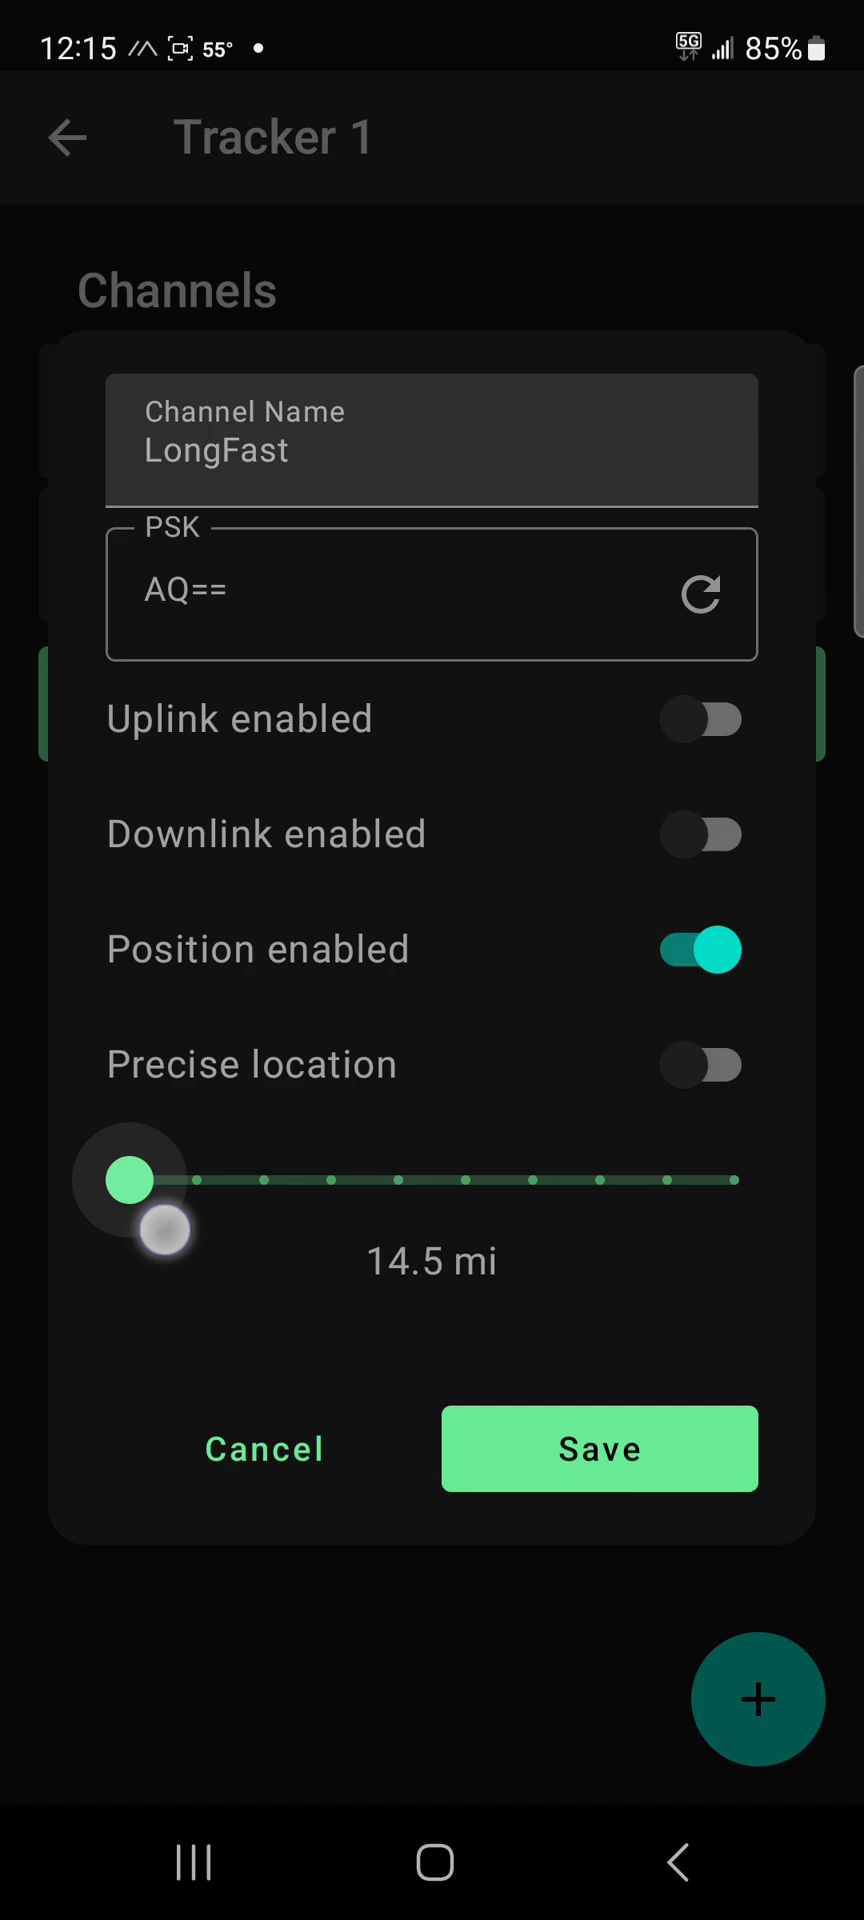 12:15 55° 5G 85%
Tracker 1
Channels
Channel Name
LongFast
PSK
AQ==
Uplink enabled
Downlink enabled
Position enabled
Precise location
14.5 mi
Cancel Save
+